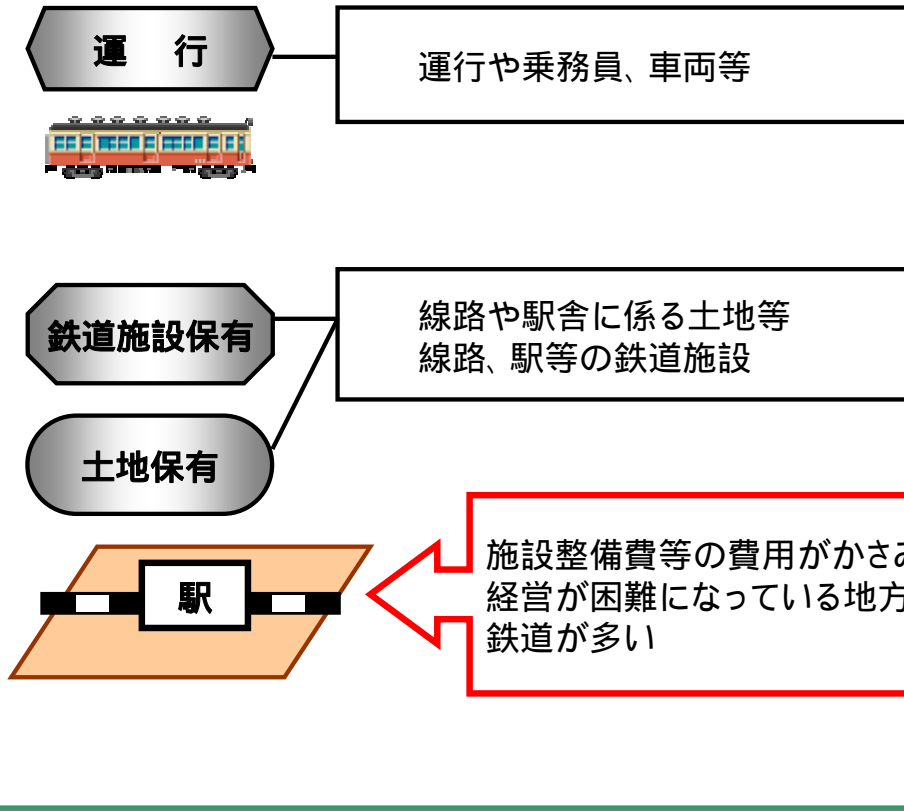 運 行
運行や乗務員、車両等
鉄道施設保有
線路や駅舎に係る土地等
線路、駅等の鉄道施設
土地保有
施設整備費等の費用がかさ
経営が困難になっている地方
鉄道が多い
駅